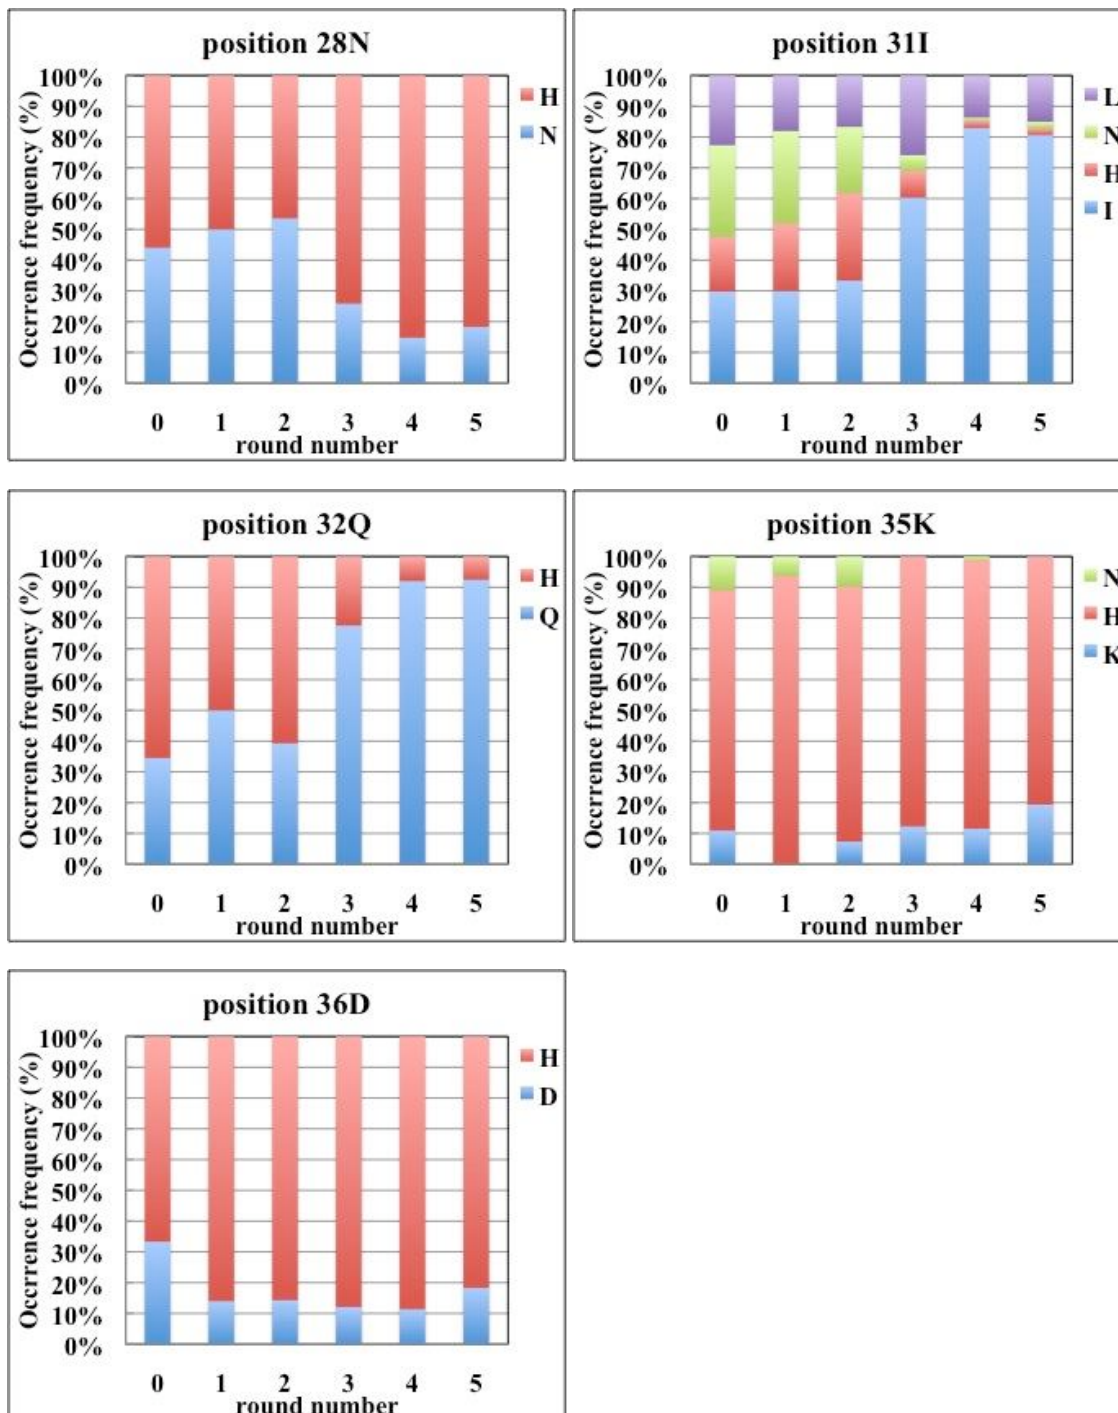 position 28N
Occrrence frequency (%)
100%
90%
80%
70%
60%
50%
40%
30%
20%
10%
0%
0 1 2 3 4 5
round number
H
N
position 31I
Occrrence frequency (%)
100%
90%
80%
70%
60%
50%
40%
30%
20%
10%
0%
0 1 2 3 4 5
round number
L
N
H
I
position 32Q
Occrrence frequency (%)
100%
90%
80%
70%
60%
50%
40%
30%
20%
10%
0%
0 1 2 3 4 5
round number
H
Q
position 35K
Occrrence frequency (%)
100%
90%
80%
70%
60%
50%
40%
30%
20%
10%
0%
0 1 2 3 4 5
round number
N
H
K
position 36D
Occrrence frequency (%)
100%
90%
80%
70%
60%
50%
40%
30%
20%
10%
0%
0 1 2 3 4 5
round number
H
D